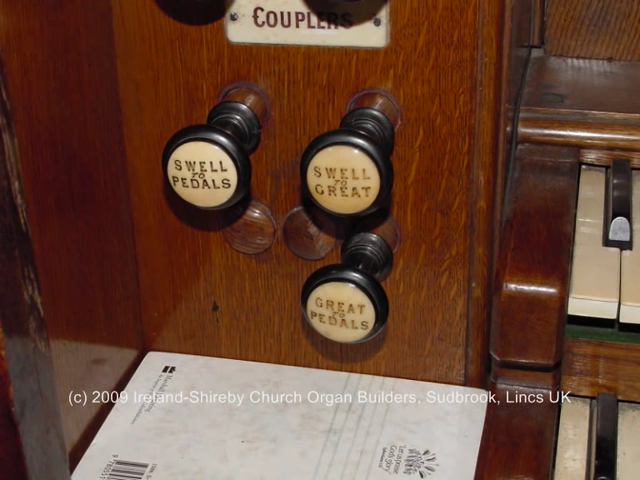 COUPLERS
SWELL
TO
PEDALS
SWELL
TO
GREAT
GREAT
TO
PEDALS
(c) 2009 Ireland-Shireby Church Organ Builders, Sudbrook, Lincs UK